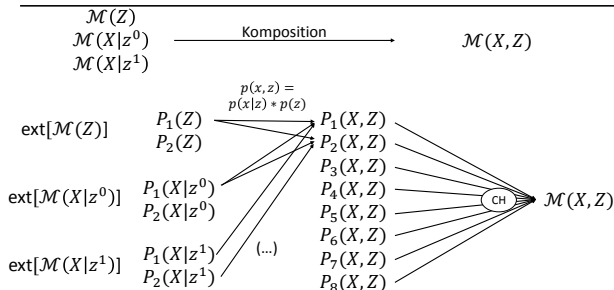 ℳ(Z)
ℳ(X|z⁰)
ℳ(X|z¹)
Komposition
ℳ(X,Z)
p(x,z) =
p(x|z) * p(z)
ext[ℳ(Z)]
P₁(Z)
P₂(Z)
ext[ℳ(X|z⁰)]
P₁(X|z⁰)
P₂(X|z⁰)
ext[ℳ(X|z¹)]
P₁(X|z¹)
P₂(X|z¹)
(...)
P₁(X,Z)
P₂(X,Z)
P₃(X,Z)
P₄(X,Z)
P₅(X,Z)
P₆(X,Z)
P₇(X,Z)
P₈(X,Z)
CH
ℳ(X,Z)